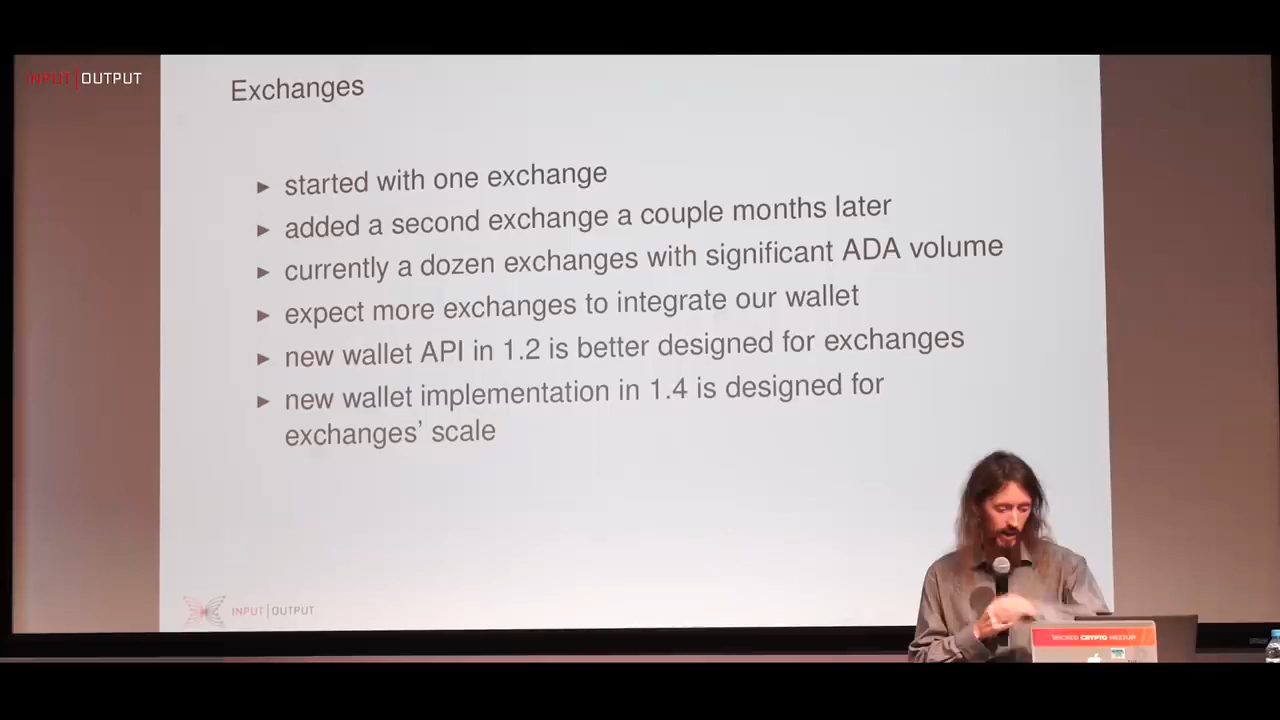 INPUT|OUTPUT
Exchanges
► started with one exchange
► added a second exchange a couple months later
► currently a dozen exchanges with significant ADA volume
► expect more exchanges to integrate our wallet
► new wallet API in 1.2 is better designed for exchanges
► new wallet implementation in 1.4 is designed for
exchanges' scale
INPUT|OUTPUT
WICKED CRYPTO MEETUP